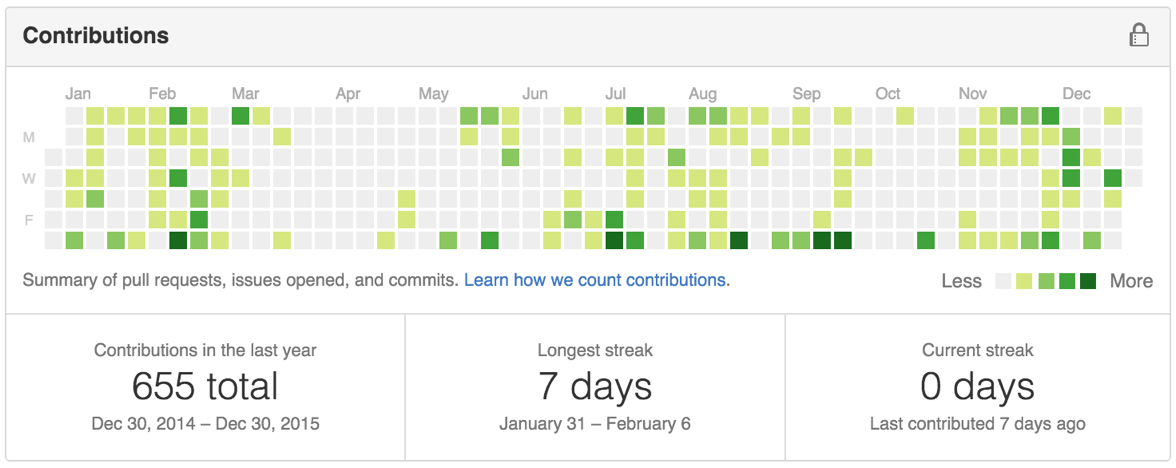 Contributions
Jan Feb Mar Apr May Jun Jul Aug Sep Oct Nov Dec
M
W
F
Summary of pull requests, issues opened, and commits. Learn how we count contributions.
Less More
Contributions in the last year
655 total
Dec 30, 2014 – Dec 30, 2015
Longest streak
7 days
January 31 – February 6
Current streak
0 days
Last contributed 7 days ago